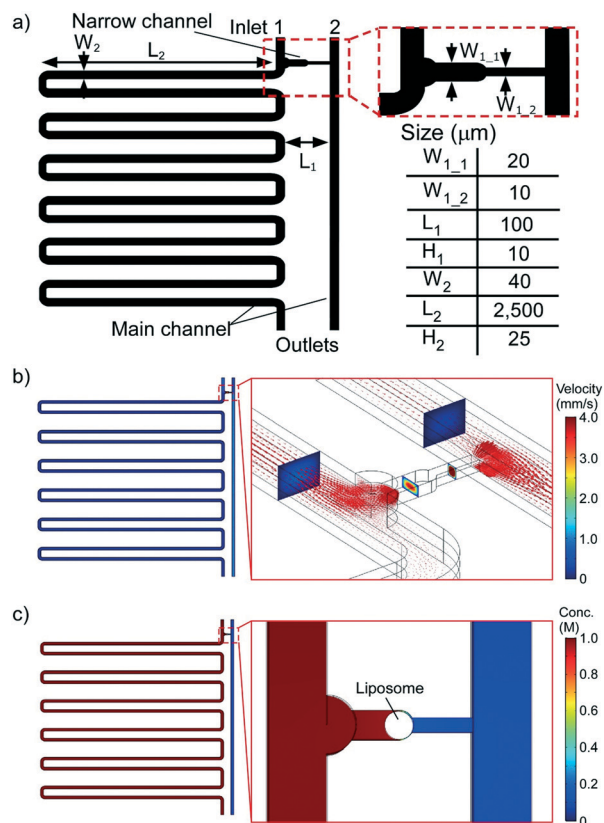 a)
Narrow channel
Inlet 1 2
W2
L2
L1
W1_1
W1_2
Main channel
Outlets
Size (μm)
W1_1 20
W1_2 10
L1 100
H1 10
W2 40
L2 2,500
H2 25
b)
Velocity
(mm/s)
4.0
3.0
2.0
1.0
0
c)
Conc.
(M)
1.0
0.8
0.6
0.4
0.2
0
Liposome